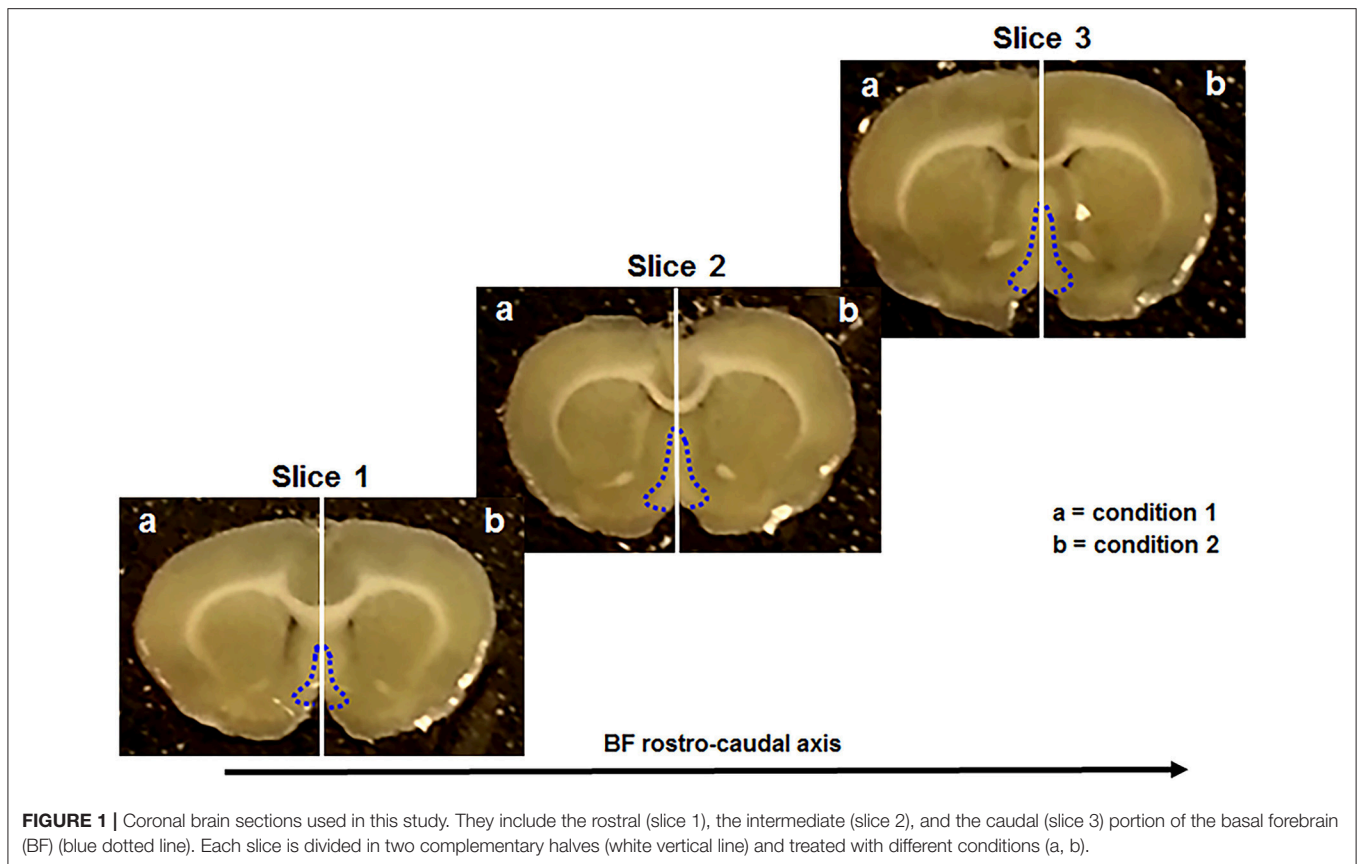 Slice 3
a
b
Slice 2
a
b
Slice 1
a
b
a = condition 1
b = condition 2
BF rostro-caudal axis
FIGURE 1 | Coronal brain sections used in this study. They include the rostral (slice 1), the intermediate (slice 2), and the caudal (slice 3) portion of the basal forebrain
(BF) (blue dotted line). Each slice is divided in two complementary halves (white vertical line) and treated with different conditions (a, b).